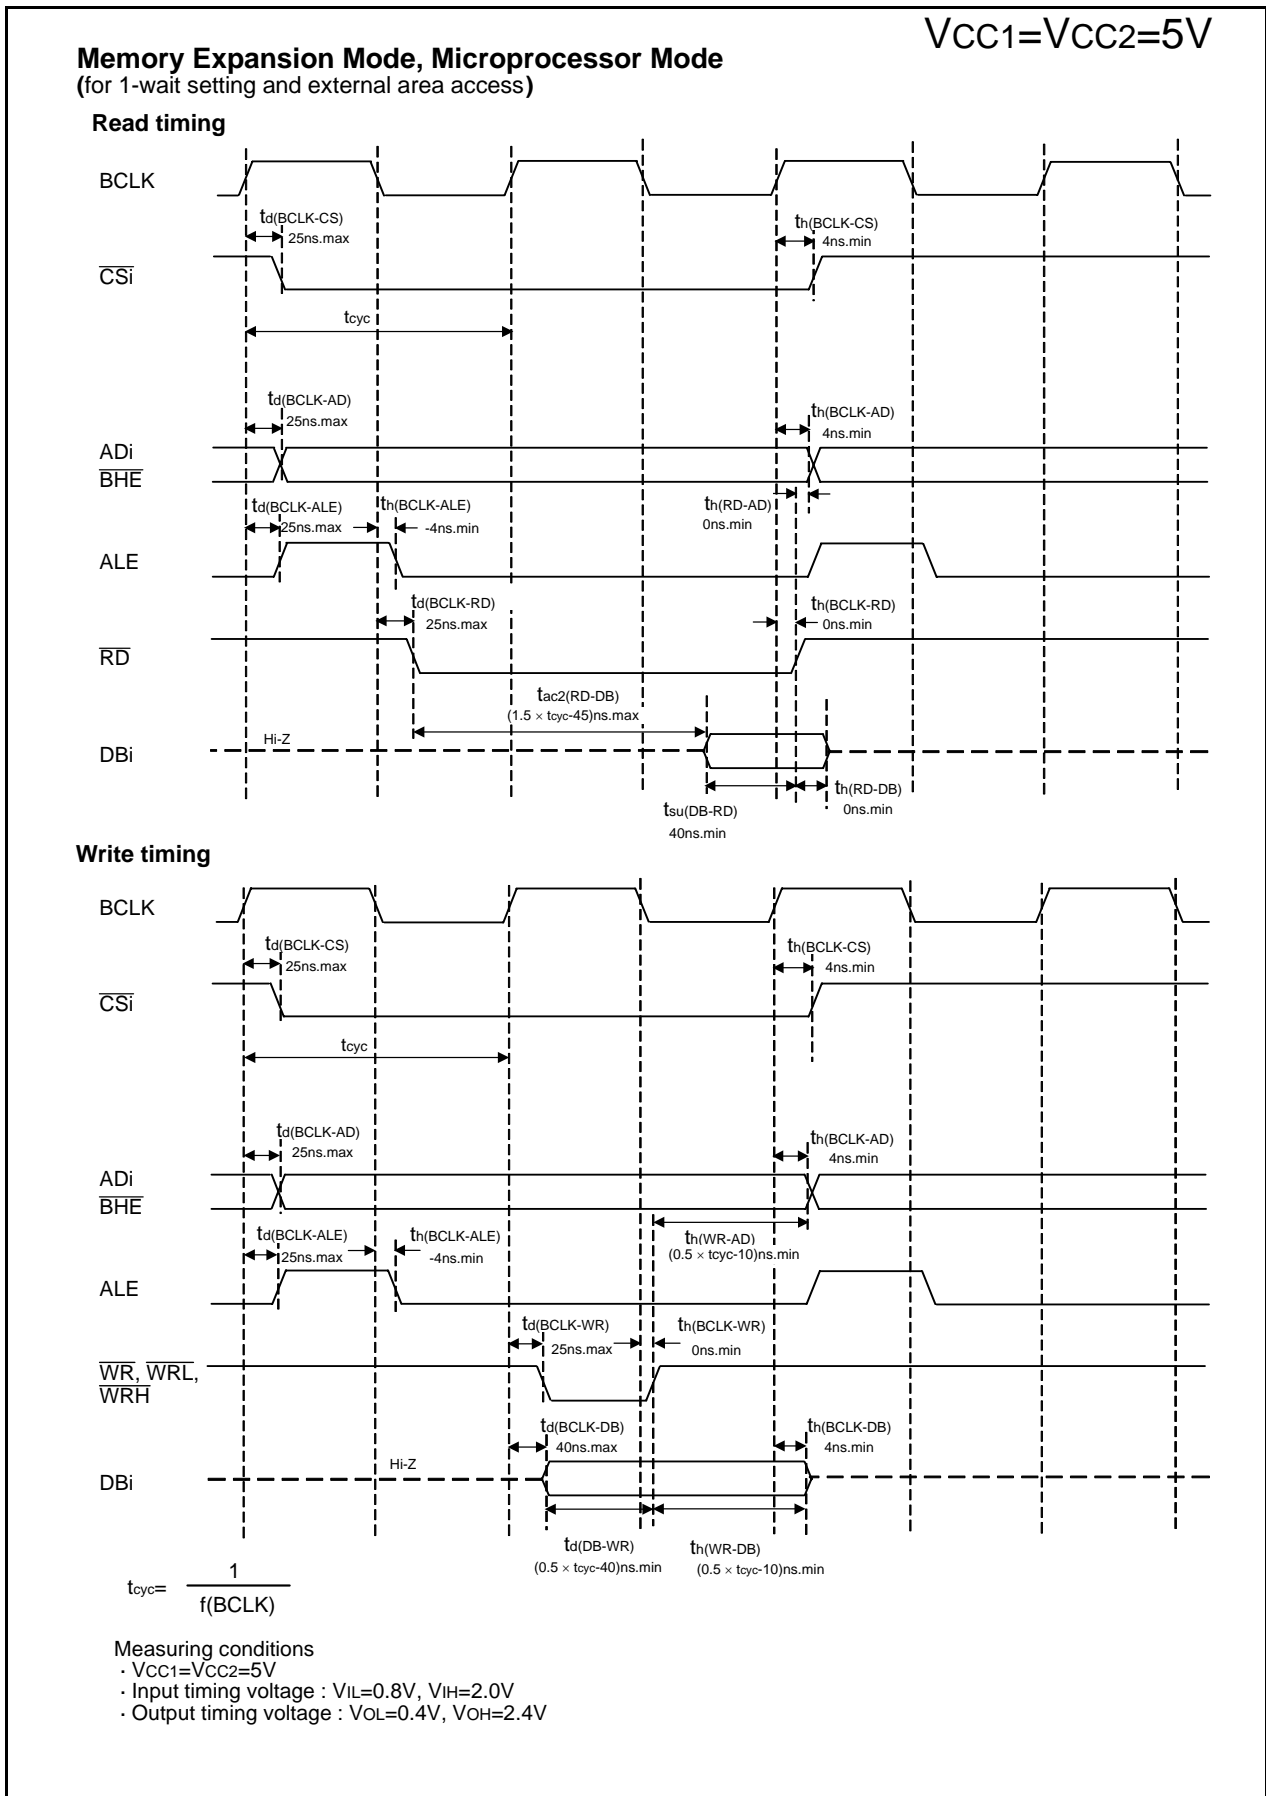 VCC1=VCC2=5V
Memory Expansion Mode, Microprocessor Mode
(for 1-wait setting and external area access)
Read timing
BCLK
td(BCLK-CS)
25ns.max
th(BCLK-CS)
4ns.min
CSi
tcyc
td(BCLK-AD)
25ns.max
th(BCLK-AD)
4ns.min
ADi
BHE
td(BCLK-ALE)
25ns.max
th(BCLK-ALE)
-4ns.min
th(RD-AD)
0ns.min
ALE
td(BCLK-RD)
25ns.max
th(BCLK-RD)
0ns.min
RD
tac2(RD-DB)
(1.5 × tcyc-45)ns.max
Hi-Z
DBi
tsu(DB-RD)
40ns.min
th(RD-DB)
0ns.min
Write timing
BCLK
td(BCLK-CS)
25ns.max
th(BCLK-CS)
4ns.min
CSi
tcyc
td(BCLK-AD)
25ns.max
th(BCLK-AD)
4ns.min
ADi
BHE
td(BCLK-ALE)
25ns.max
th(BCLK-ALE)
-4ns.min
th(WR-AD)
(0.5 × tcyc-10)ns.min
ALE
td(BCLK-WR)
25ns.max
th(BCLK-WR)
0ns.min
WR, WRL,
WRH
td(BCLK-DB)
40ns.max
th(BCLK-DB)
4ns.min
Hi-Z
DBi
td(DB-WR)
(0.5 × tcyc-40)ns.min
th(WR-DB)
(0.5 × tcyc-10)ns.min
tcyc= 1
f(BCLK)
Measuring conditions
· VCC1=VCC2=5V
· Input timing voltage : VIL=0.8V, VIH=2.0V
· Output timing voltage : VOL=0.4V, VOH=2.4V